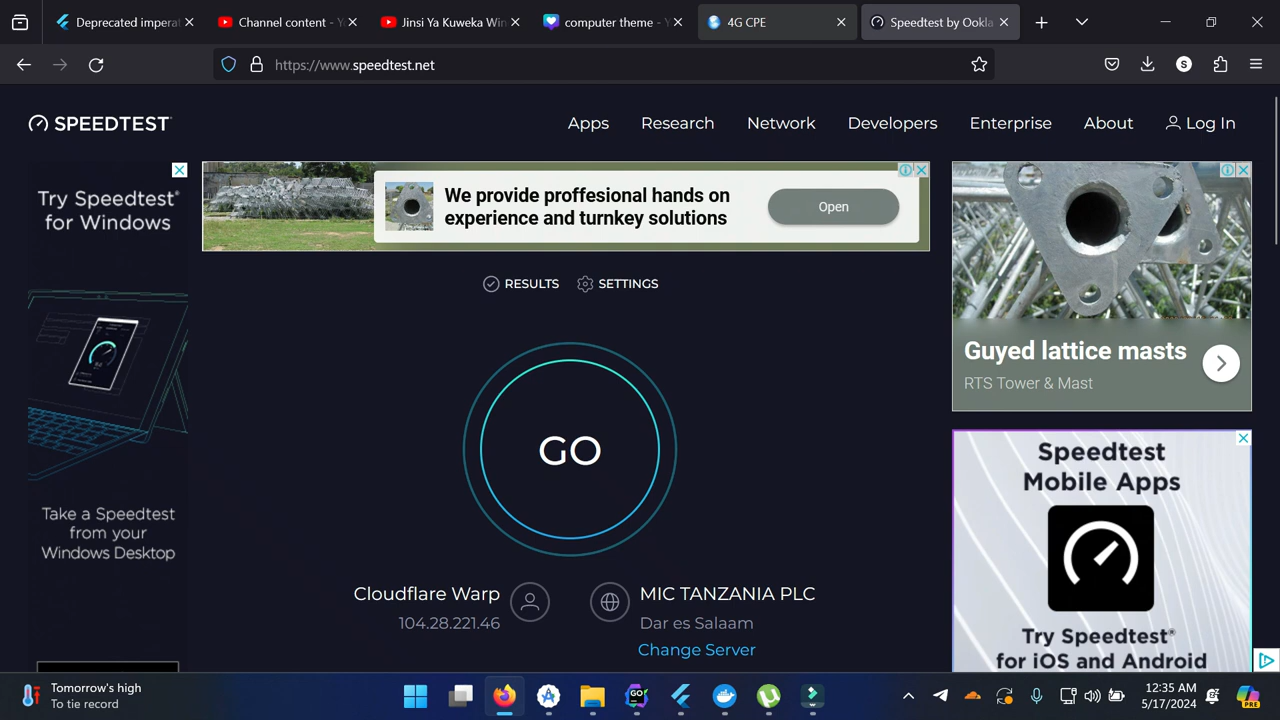 Deprecated imperat
Channel content - Y
Jinsi Ya Kuweka Win
computer theme - Y
4G CPE
Speedtest by Ookla
https://www.speedtest.net
S
SPEEDTEST
Apps
Research
Network
Developers
Enterprise
About
Log In
Try Speedtest®
for Windows
Take a Speedtest
from your
Windows Desktop
We provide proffesional hands on
experience and turnkey solutions
Open
RESULTS
SETTINGS
GO
Cloudflare Warp
104.28.221.46
MIC TANZANIA PLC
Dar es Salaam
Change Server
Guyed lattice masts
RTS Tower & Mast
Speedtest
Mobile Apps
Try Speedtest®
for iOS and Android
Tomorrow's high
To tie record
GO
PRE
12:35 AM
5/17/2024